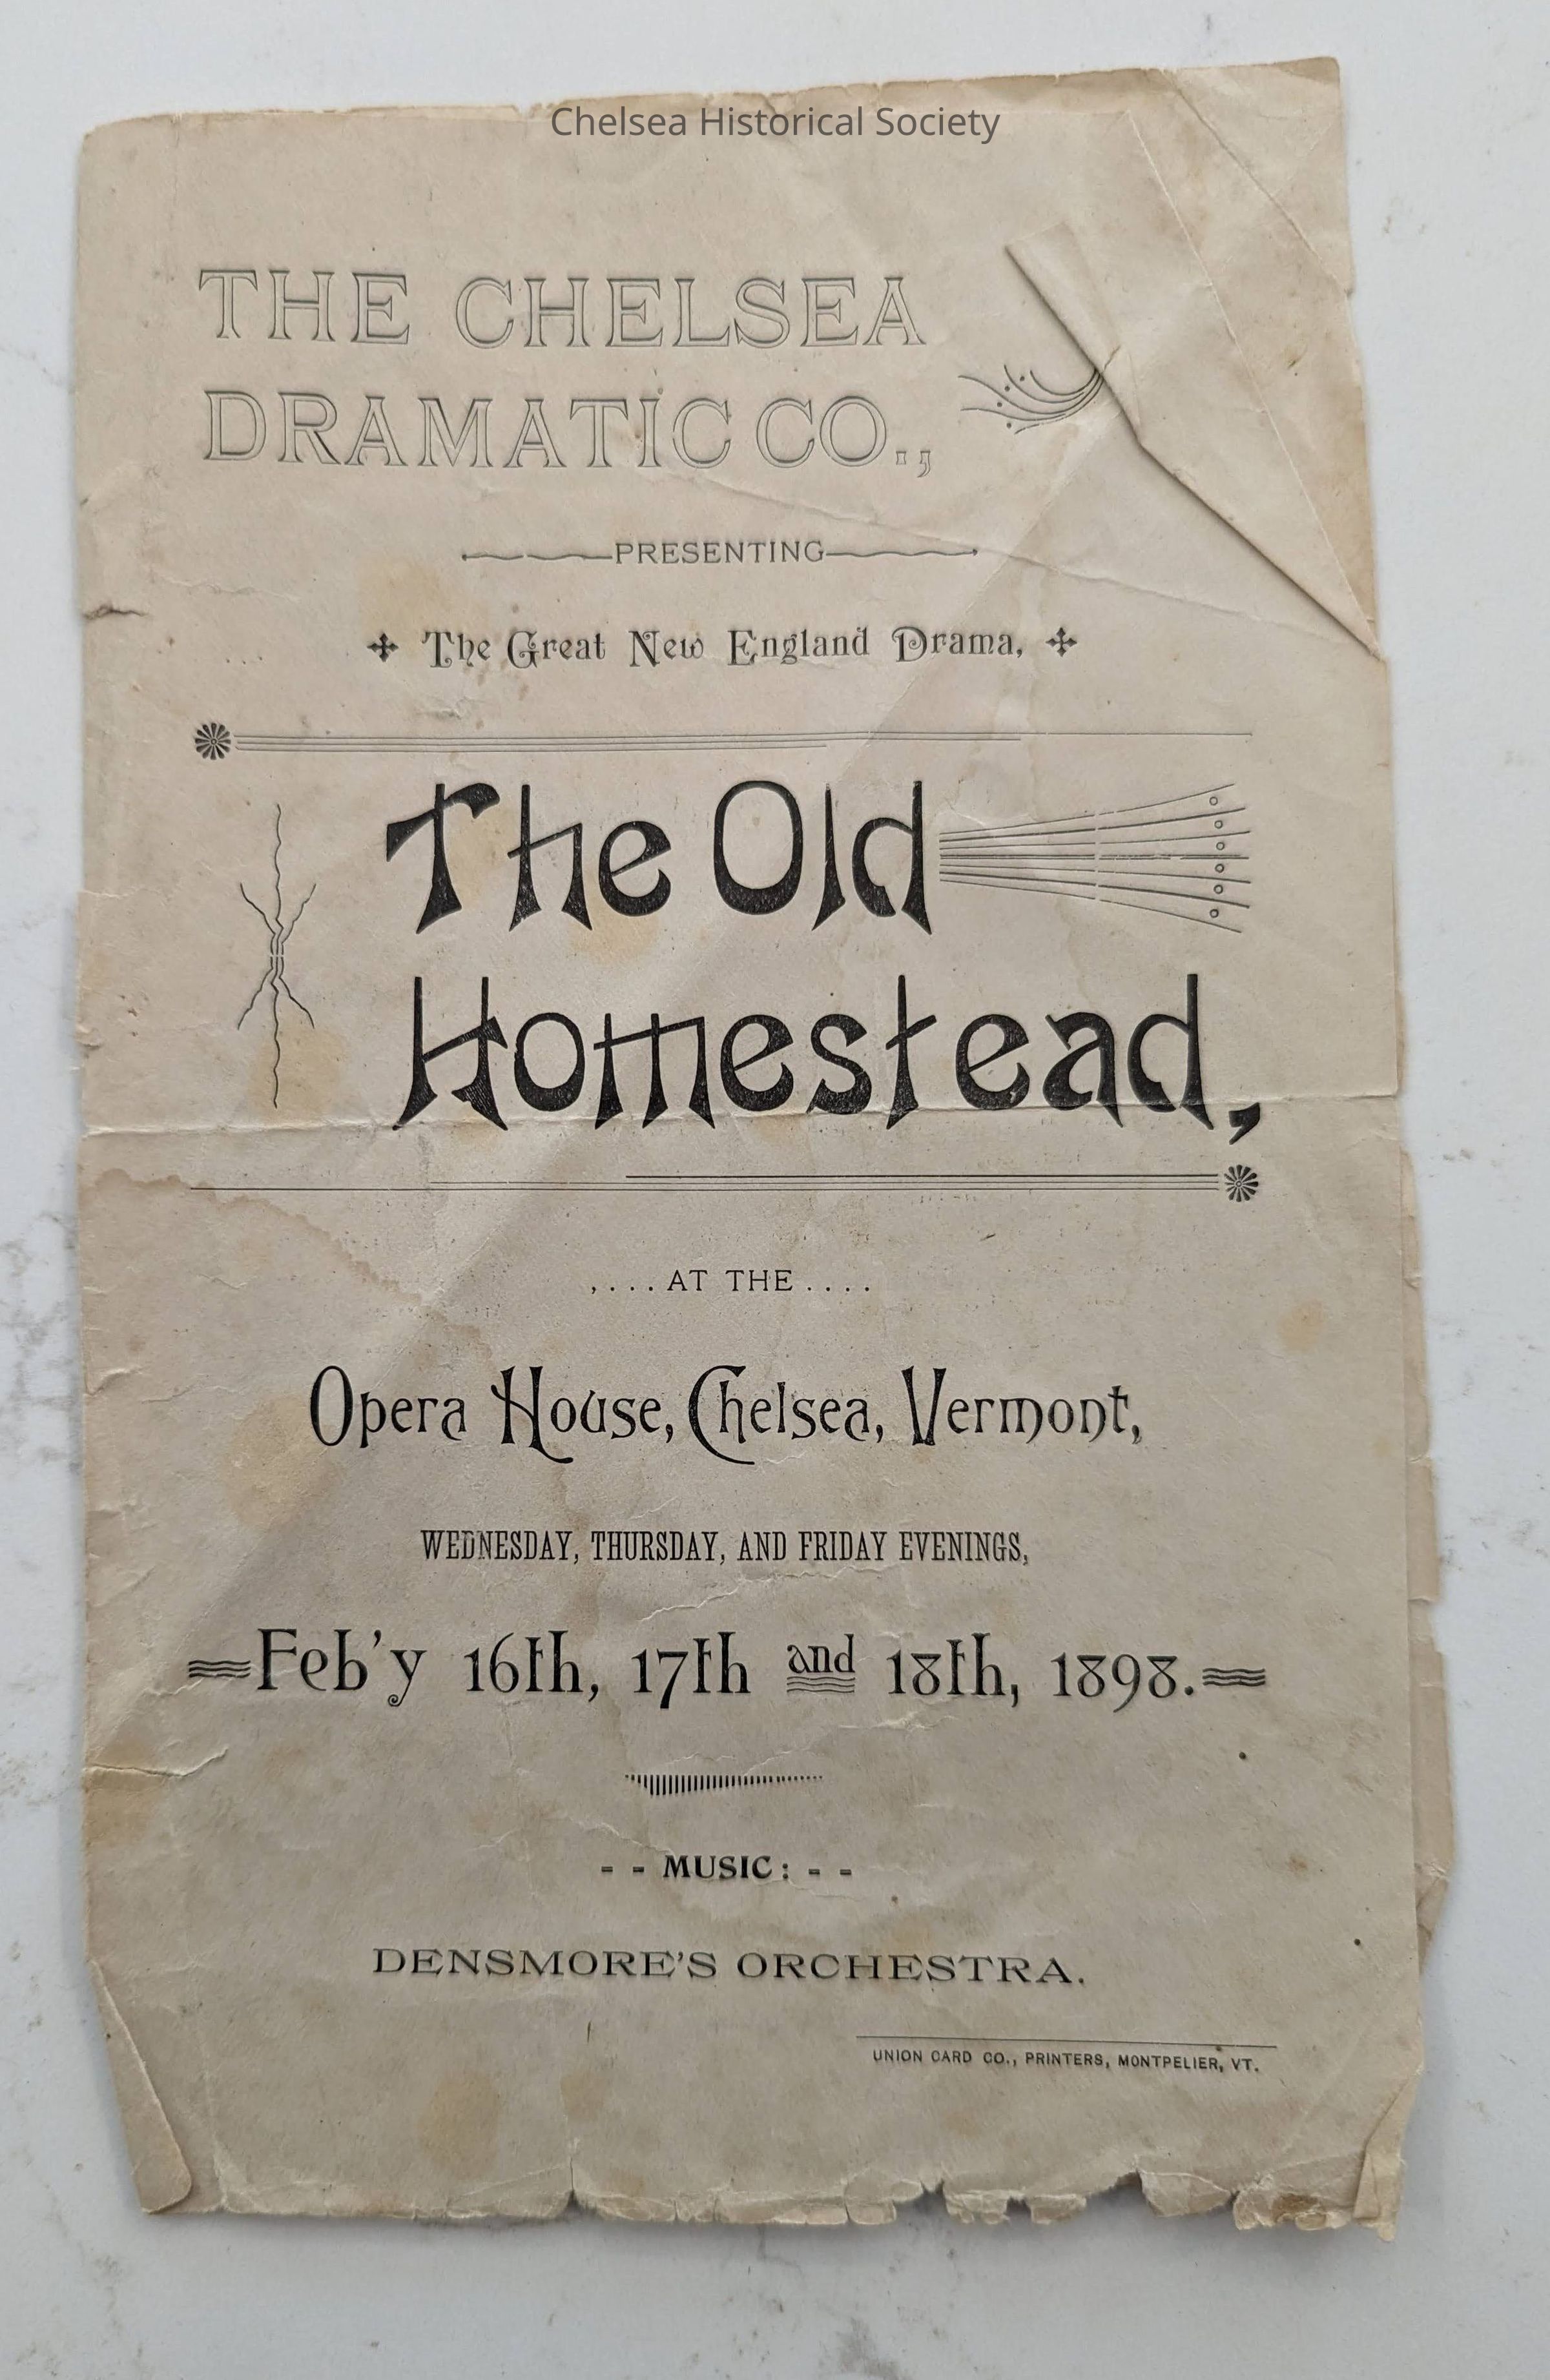 Chelsea Historical Society
THE CHELSEA
DRAMATIC CO.,
PRESENTING
The Great New England Drama,
The Old
Homestead,
,....AT THE....
Opera House, Chelsea, Vermont,
WEDNESDAY, THURSDAY, AND FRIDAY EVENINGS,
Feb'y 16th, 17th and 18th, 1898.
- - MUSIC: - -
DENSMORE'S ORCHESTRA.
UNION CARD CO., PRINTERS, MONTPELIER, VT.